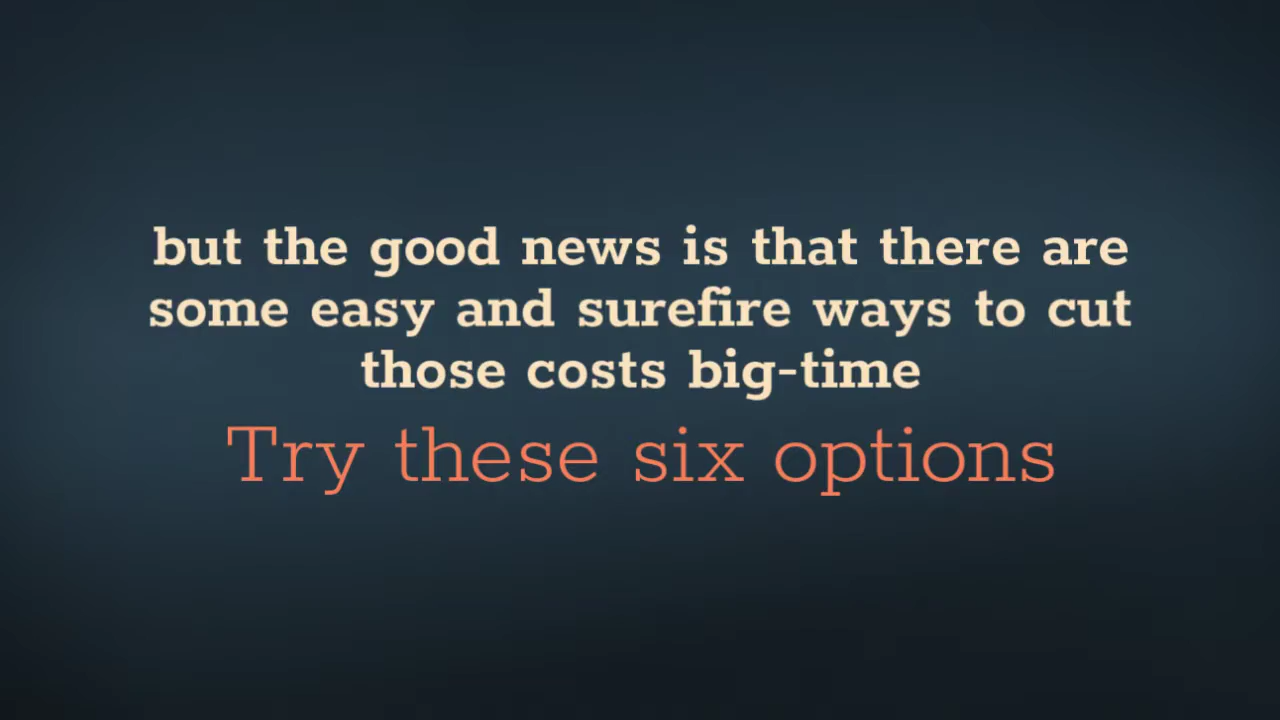 but the good news is that there are
some easy and surefire ways to cut
those costs big-time
Try these six options